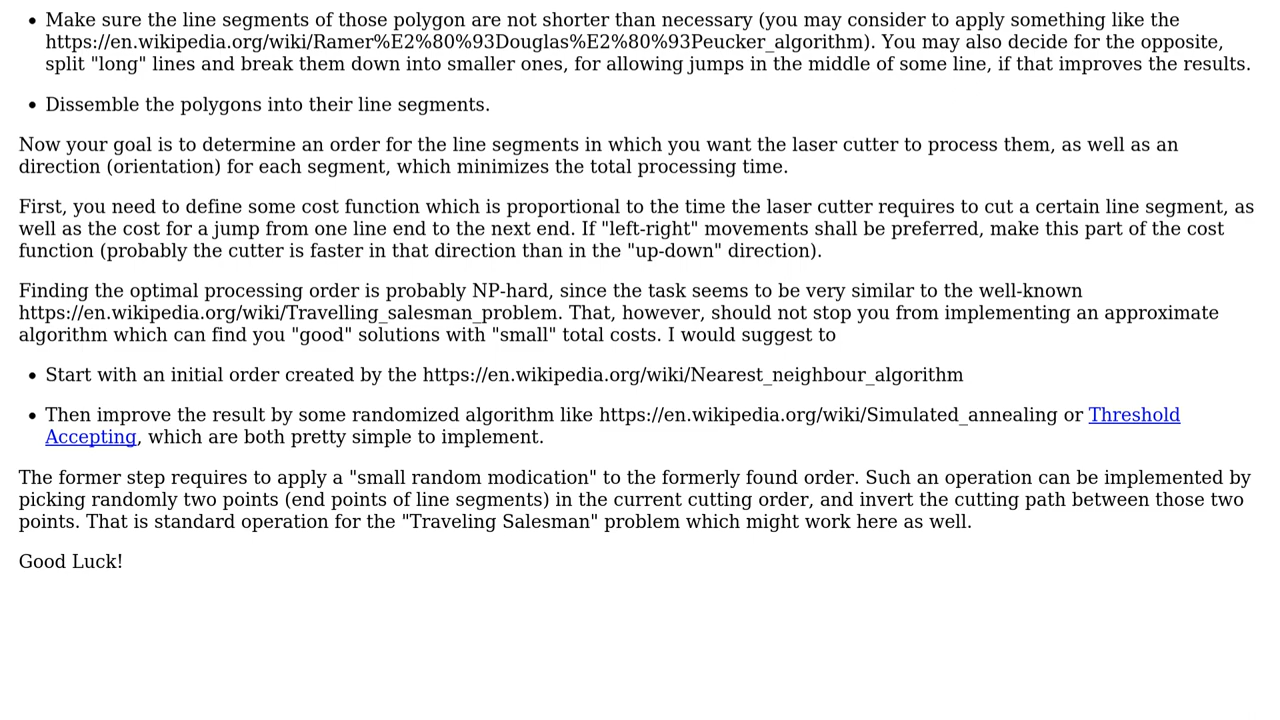 • Make sure the line segments of those polygon are not shorter than necessary (you may consider to apply something like the
https://en.wikipedia.org/wiki/Ramer%E2%80%93Douglas%E2%80%93Peucker_algorithm). You may also decide for the opposite,
split "long" lines and break them down into smaller ones, for allowing jumps in the middle of some line, if that improves the results.
• Dissemble the polygons into their line segments.
Now your goal is to determine an order for the line segments in which you want the laser cutter to process them, as well as an
direction (orientation) for each segment, which minimizes the total processing time.
First, you need to define some cost function which is proportional to the time the laser cutter requires to cut a certain line segment, as
well as the cost for a jump from one line end to the next end. If "left-right" movements shall be preferred, make this part of the cost
function (probably the cutter is faster in that direction than in the "up-down" direction).
Finding the optimal processing order is probably NP-hard, since the task seems to be very similar to the well-known
https://en.wikipedia.org/wiki/Travelling_salesman_problem. That, however, should not stop you from implementing an approximate
algorithm which can find you "good" solutions with "small" total costs. I would suggest to
• Start with an initial order created by the https://en.wikipedia.org/wiki/Nearest_neighbour_algorithm
• Then improve the result by some randomized algorithm like https://en.wikipedia.org/wiki/Simulated_annealing or Threshold
Accepting, which are both pretty simple to implement.
The former step requires to apply a "small random modication" to the formerly found order. Such an operation can be implemented by
picking randomly two points (end points of line segments) in the current cutting order, and invert the cutting path between those two
points. That is standard operation for the "Traveling Salesman" problem which might work here as well.
Good Luck!